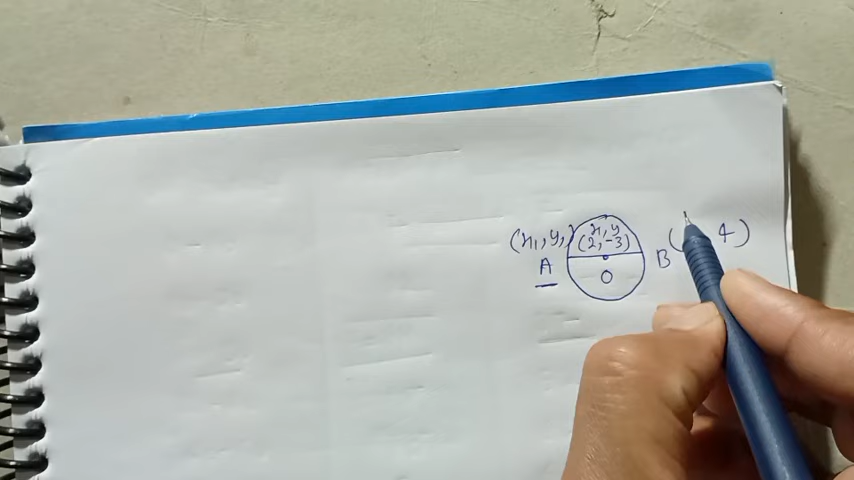 x, y
(x₁, y₁) (2, -3) ( 4)
A B
O